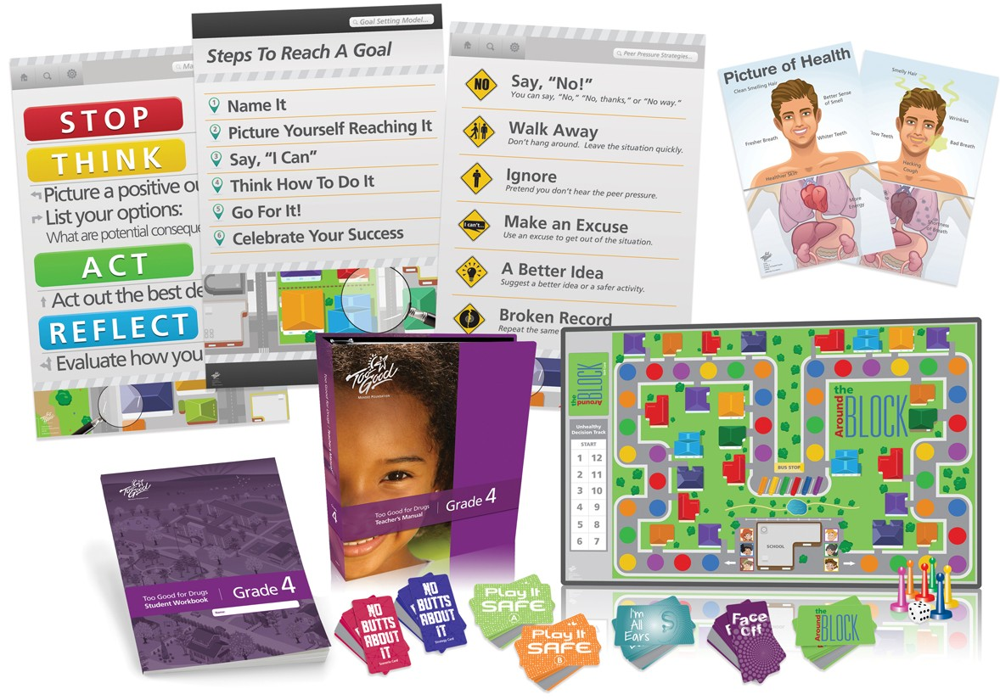 STOP
THINK
Picture a positive ou
List your options:
What are potential conseque
ACT
Act out the best de
REFLECT
Evaluate how you
Goal Setting Model...
Steps To Reach A Goal
1 Name It
2 Picture Yourself Reaching It
3 Say, “I Can”
4 Think How To Do It
5 Go For It!
6 Celebrate Your Success
Peer Pressure Strategies...
NO
Say, “No!”
You can say, “No,” “No, thanks,” or “No way.”
Walk Away
Don’t hang around. Leave the situation quickly.
Ignore
Pretend you don’t hear the peer pressure.
I can't...
Make an Excuse
Use an excuse to get out of the situation.
A Better Idea
Suggest a better idea or a safer activity.
Broken Record
Repeat the same
Picture of Health
Clean Smelling Hair
Better Sense
of Smell
Fresher Breath
Whiter Teeth
Healthier Skin
More
Energy
Smelly Hair
Wrinkles
Teeth
Bad Breath
Hacking
Cough
Shortness
of Breath
Too Good
Too Good
MENDEZ FOUNDATION
Too Good for Drugs
Teacher’s Manual
Grade 4
4
Too Good
Too Good for Drugs
Student Workbook
Grade 4
Name:
the
Around
BLOCK
Unhealthy
Decision Track
START
1 12
2 11
3 10
4 9
5 8
6 7
the
Around
BLOCK
BUS STOP
SCHOOL
NO
BUTTS
ABOUT
IT
Scenario Card
NO
BUTTS
ABOUT
IT
Strategy Card
Play It
SAFE
A
Play It
SAFE
B
I'm
All
Ears
Face
Off
the
Around
BLOCK